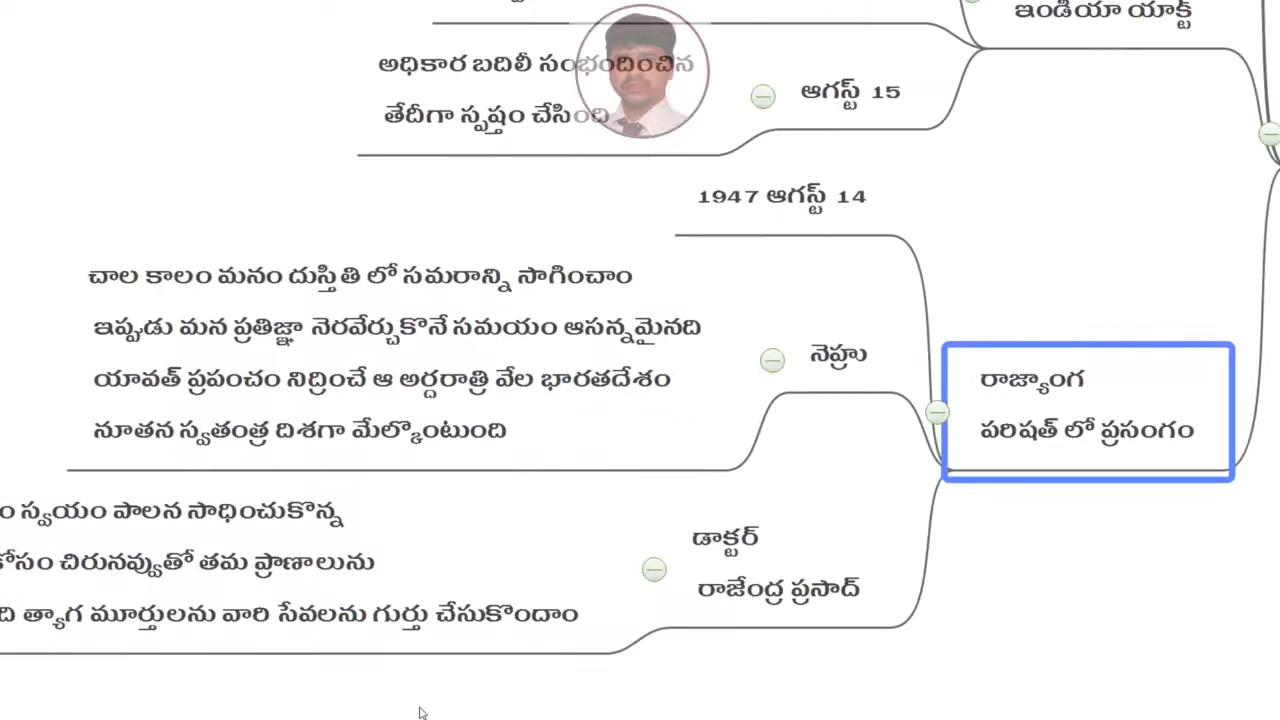 ఇండియా యాక్ట్
అధికార బదిలీ సంభందించిన
తేదీగా స్పష్తం చేసింది
ఆగస్ట్ 15
1947 ఆగస్ట్ 14
చాల కాలం మనం దుస్తితి లో సమరాన్ని సాగించాం
ఇప్పుడు మన ప్రతిజ్ఞా నెరవేర్చుకొనే సమయం ఆసన్నమైనది
యావత్ ప్రపంచం నిద్రించే ఆ అర్దరాత్రి వేల భారతదేశం
నూతన స్వతంత్ర దిశగా మేల్కొంటుంది
నెహ్రు
రాజ్యాంగ
పరిషత్ లో ప్రసంగం
స్వయం పాలన సాధించుకొన్న
కోసం చిరునవ్వుతో తమ ప్రాణాలును
త్యాగ మూర్తులను వారి సేవలను గుర్తు చేసుకొందాం
డాక్టర్
రాజేంద్ర ప్రసాద్